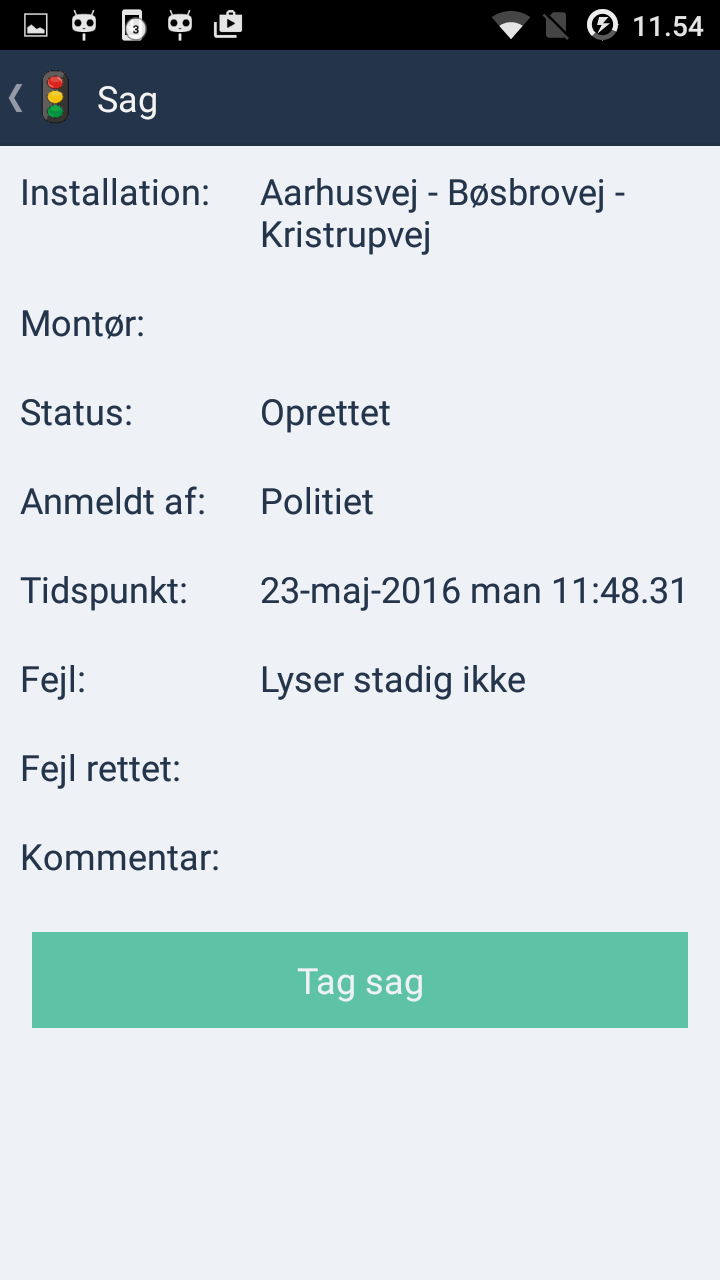 3
11.54
Sag
Installation: Aarhusvej - Bøsbrovej -
Kristrupvej
Montør:
Status: Oprettet
Anmeldt af: Politiet
Tidspunkt: 23-maj-2016 man 11:48.31
Fejl: Lyser stadig ikke
Fejl rettet:
Kommentar:
Tag sag